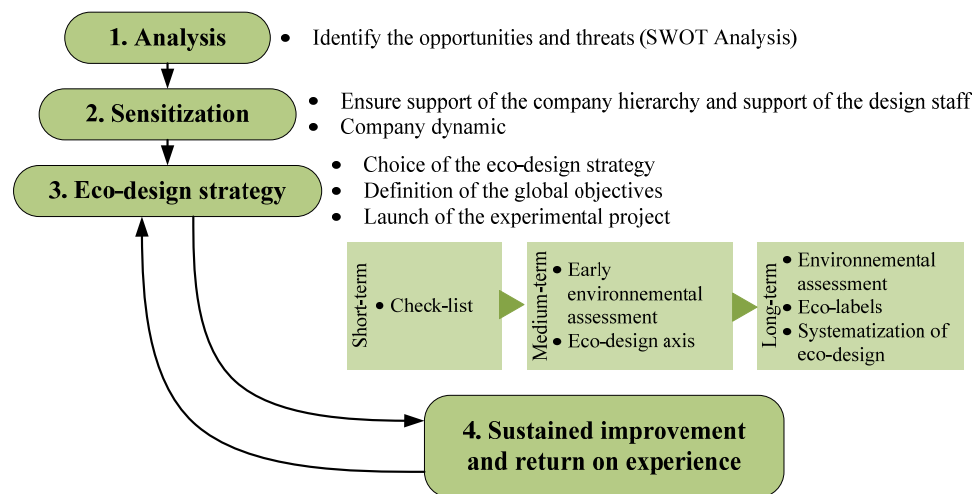 1. Analysis
• Identify the opportunities and threats (SWOT Analysis)
2. Sensitization
• Ensure support of the company hierarchy and support of the design staff
• Company dynamic
3. Eco-design strategy
• Choice of the eco-design strategy
• Definition of the global objectives
• Launch of the experimental project
Short-term
• Check-list
Medium-term
• Early
environnemental
assessment
• Eco-design axis
Long-term
• Environnemental
assessment
• Eco-labels
• Systematization of
eco-design
4. Sustained improvement
and return on experience